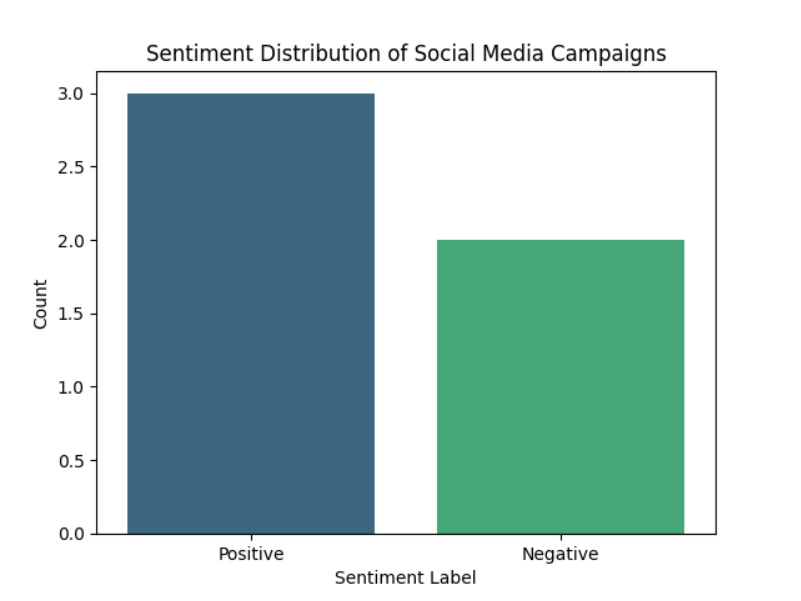 Sentiment Distribution of Social Media Campaigns
3.0
2.5
2.0
1.5
1.0
0.5
0.0
Count
Positive
Negative
Sentiment Label